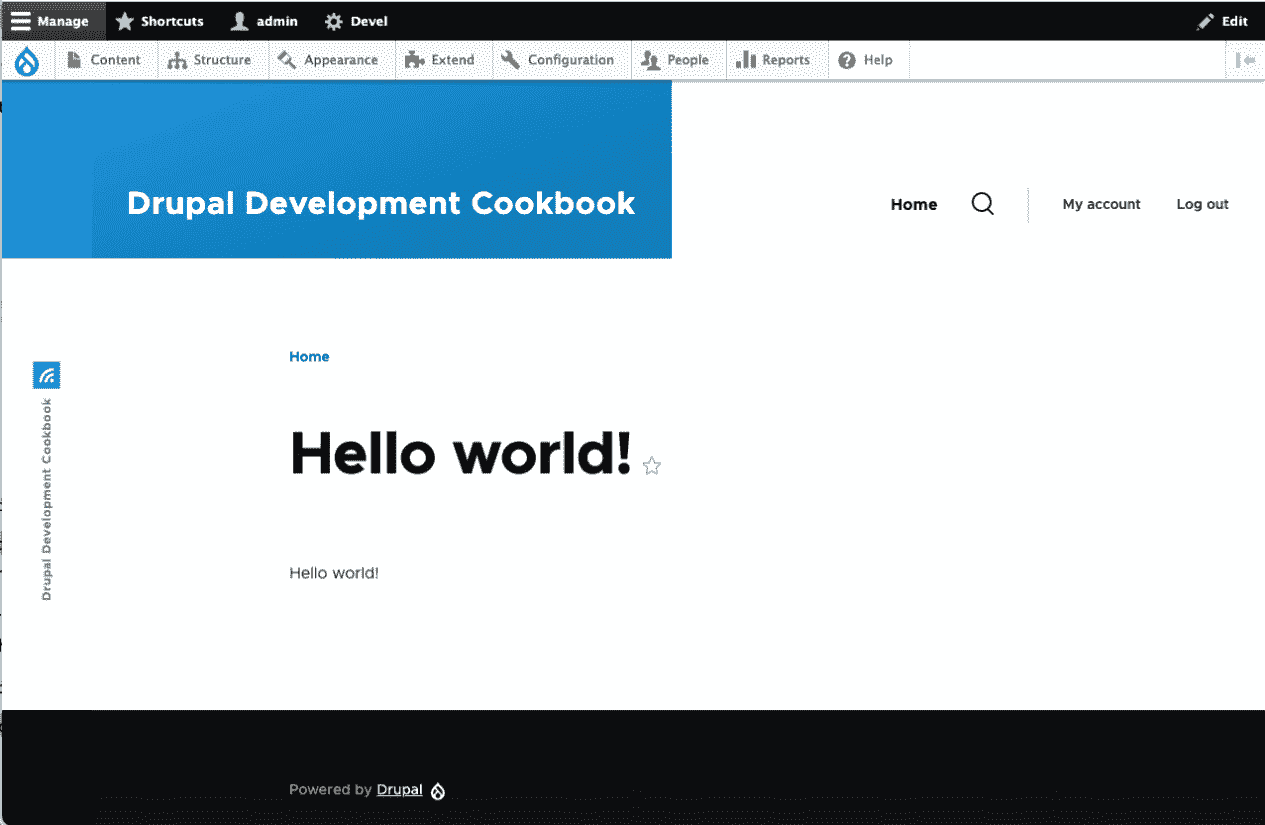 Manage Shortcuts admin Devel Edit
Content Structure Appearance Extend Configuration People Reports Help
Drupal Development Cookbook
Home My account Log out
Home
Drupal Development Cookbook
Hello world!
Hello world!
Powered by Drupal